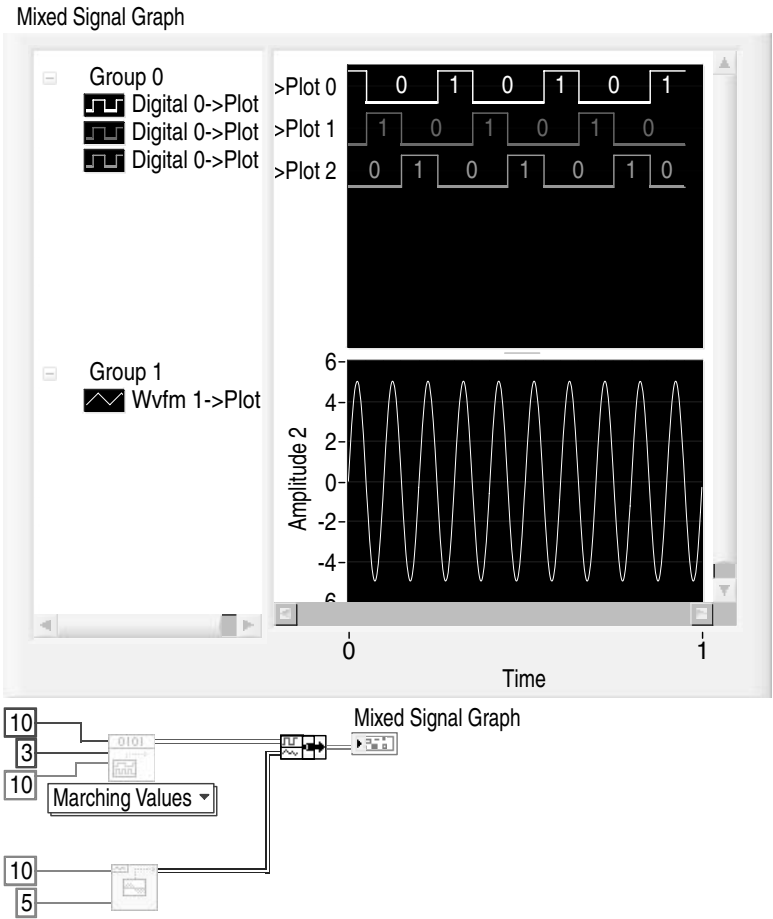 Mixed Signal Graph
Group 0
Digital 0->Plot
Digital 0->Plot
Digital 0->Plot
>Plot 0
0 1 0 1 0 1
>Plot 1
1 0 1 0 1 0
>Plot 2
0 1 0 1 0 1 0
Group 1
Wvfm 1->Plot
Amplitude 2
6
4
2
0
-2
-4
0 1
Time
10
3
10
0101
Marching Values
Mixed Signal Graph
10
5